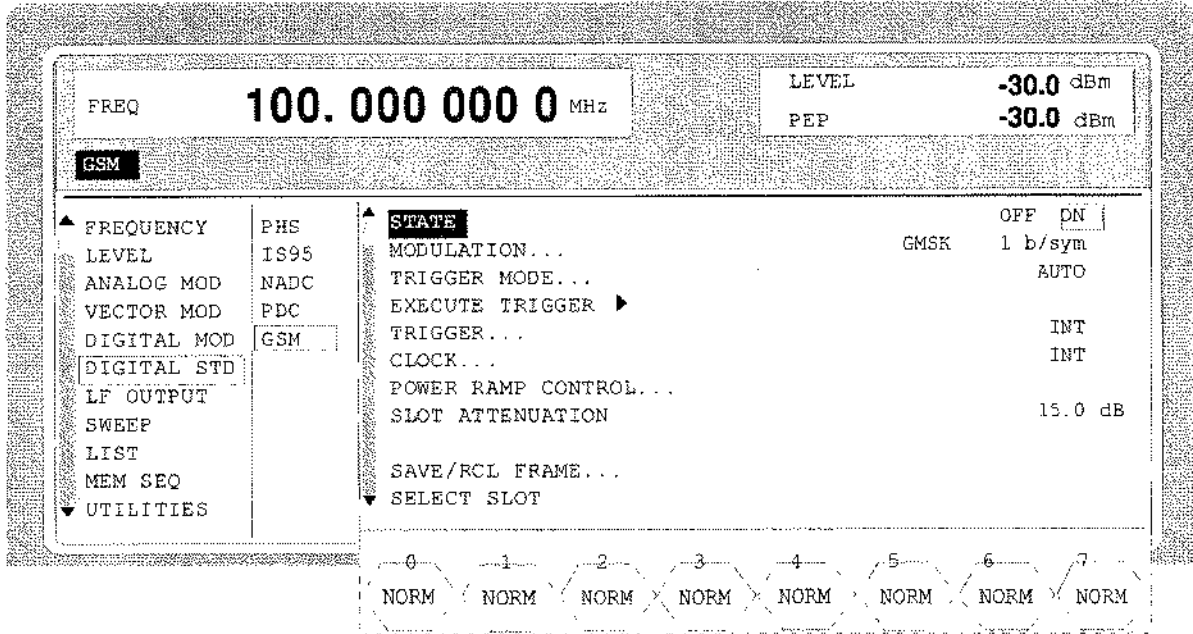 FREQ 100. 000 000 0 MHz
LEVEL -30.0 dBm
PEP -30.0 dBm
GSM
FREQUENCY
LEVEL
ANALOG MOD
VECTOR MOD
DIGITAL MOD
DIGITAL STD
LF OUTPUT
SWEEP
LIST
MEM SEQ
UTILITIES
PHS
IS95
NADC
PDC
GSM
STATE OFF ON
MODULATION... GMSK 1 b/sym
TRIGGER MODE... AUTO
EXECUTE TRIGGER ▶
TRIGGER... INT
CLOCK... INT
POWER RAMP CONTROL...
SLOT ATTENUATION 15.0 dB
SAVE/RCL FRAME...
SELECT SLOT
0 1 2 3 4 5 6 7
NORM NORM NORM NORM NORM NORM NORM NORM